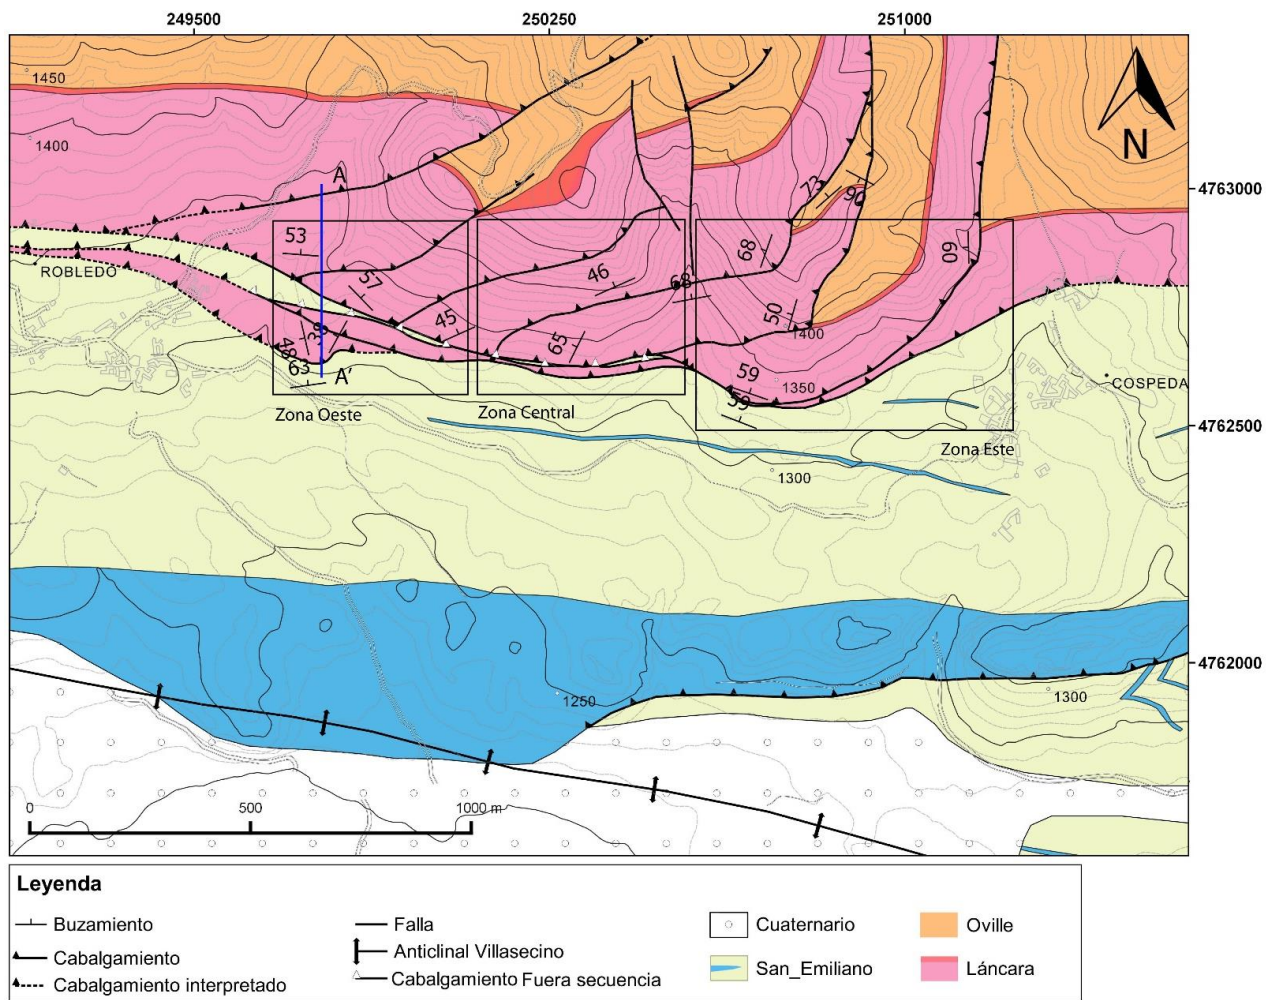 249500 250250 251000
1450
1400
A
N
4763000
73
90
53
68
60
ROBLEDO
57
46
68
50
45
65
1400
38
48
63
A'
59
1350
59
COSPEDA
Zona Oeste
Zona Central
4762500
Zona Este
1300
4762000
1250
1300
0 500 1000 m
Leyenda
Buzamiento
Falla
Cuaternario
Oville
Anticlinal Villasecino
Cabalgamiento
Cabalgamiento Fuera secuencia
San_Emiliano
Láncara
Cabalgamiento interpretado